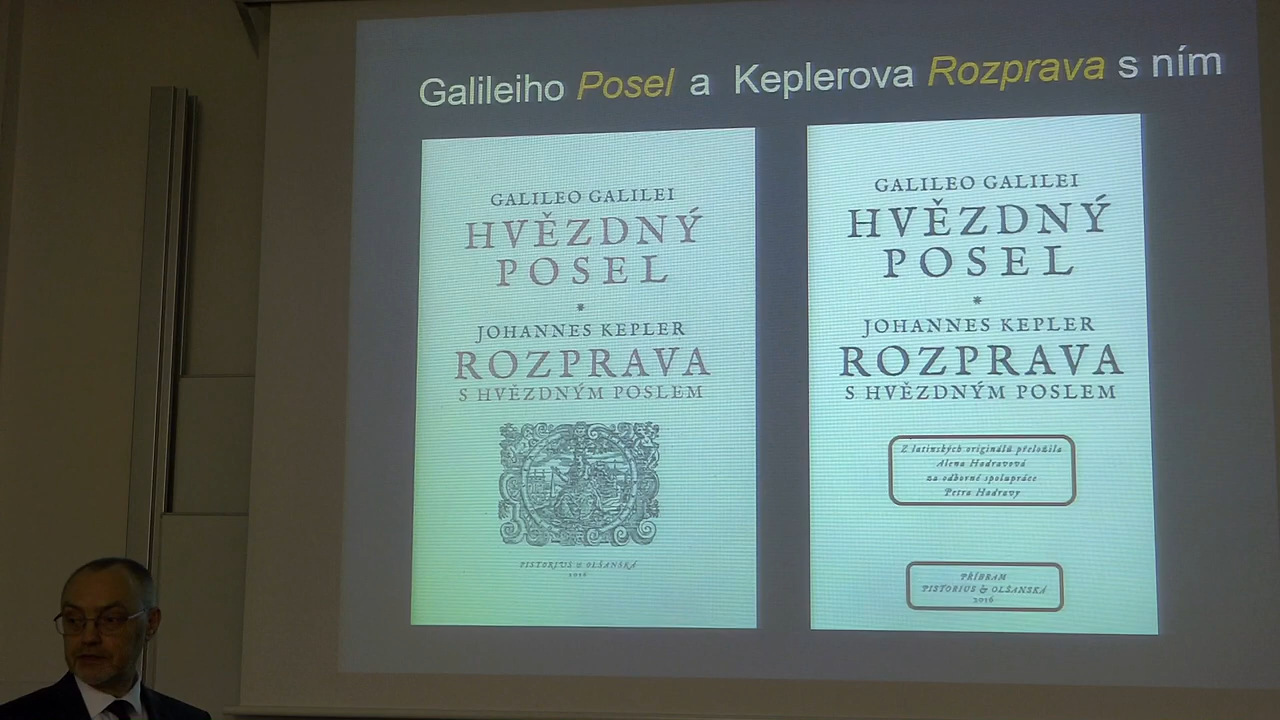 Galileiho Posel a Keplerova Rozprava s ním
GALILEO GALILEI
HVĚZDNÝ
POSEL
*
JOHANNES KEPLER
ROZPRAVA
S HVĚZDNÝM POSLEM
PISTORIUS & OLŠANSKÁ
2016
GALILEO GALILEI
HVĚZDNÝ
POSEL
*
JOHANNES KEPLER
ROZPRAVA
S HVĚZDNÝM POSLEM
Z latinských originálů přeložila
Alena Hadravová
za odborné spolupráce
Petra Hadravy
PŘÍBRAM
PISTORIUS & OLŠANSKÁ
2016